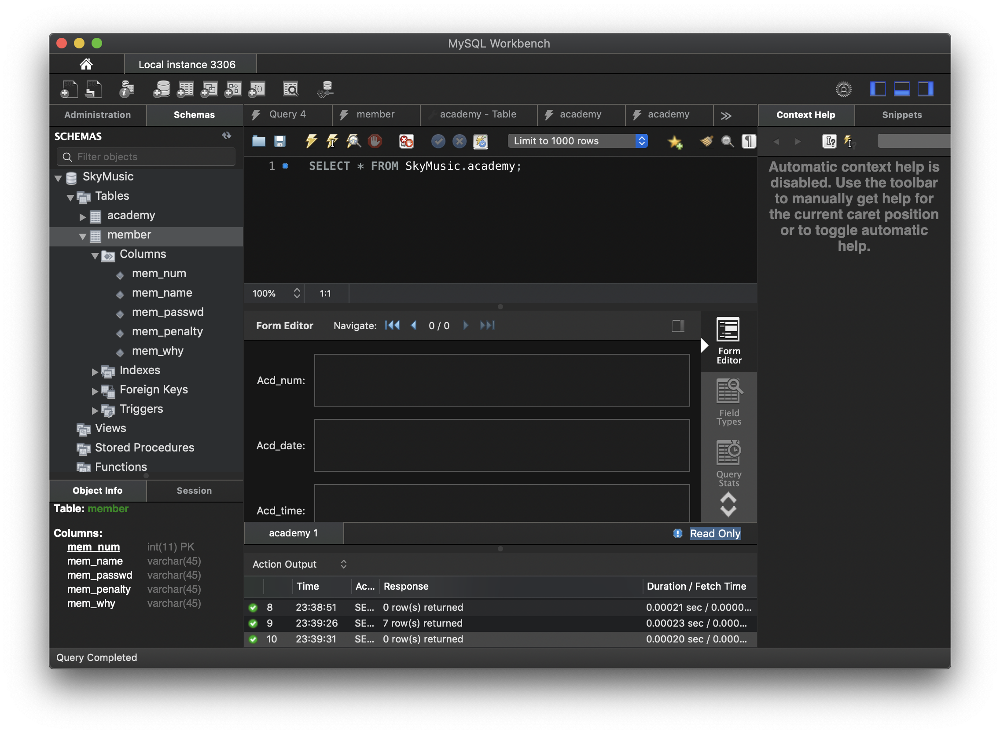 MySQL Workbench
Local instance 3306
Administration
Schemas
Query 4
member
academy - Table
academy
academy
Context Help
Snippets
SCHEMAS
Filter objects
SkyMusic
Tables
academy
member
Columns
mem_num
mem_name
mem_passwd
mem_penalty
mem_why
Indexes
Foreign Keys
Triggers
Views
Stored Procedures
Functions
Object Info
Session
Table: member
Columns:
mem_num int(11) PK
mem_name varchar(45)
mem_passwd varchar(45)
mem_penalty varchar(45)
mem_why varchar(45)
Limit to 1000 rows
1 SELECT * FROM SkyMusic.academy;
100% 1:1
Form Editor Navigate: 0 / 0
Acd_num:
Acd_date:
Acd_time:
Form
Editor
Field
Types
Query
Stats
academy 1
Read Only
Action Output
Time Ac... Response Duration / Fetch Time
8 23:38:51 SE... 0 row(s) returned 0.00021 sec / 0.0000...
9 23:39:26 SE... 7 row(s) returned 0.00023 sec / 0.000...
10 23:39:31 SE... 0 row(s) returned 0.00020 sec / 0.000...
Automatic context help is
disabled. Use the toolbar
to manually get help for
the current caret position
or to toggle automatic
help.
Query Completed